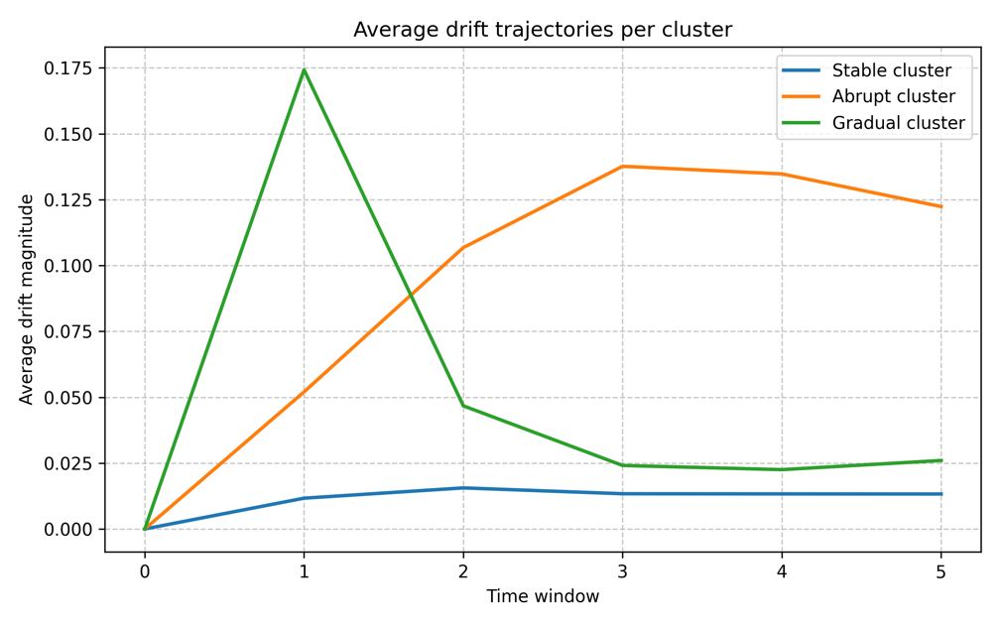 Average drift trajectories per cluster
Stable cluster
Abrupt cluster
Gradual cluster
Average drift magnitude
0.175
0.150
0.125
0.100
0.075
0.050
0.025
0.000
0 1 2 3 4 5
Time window